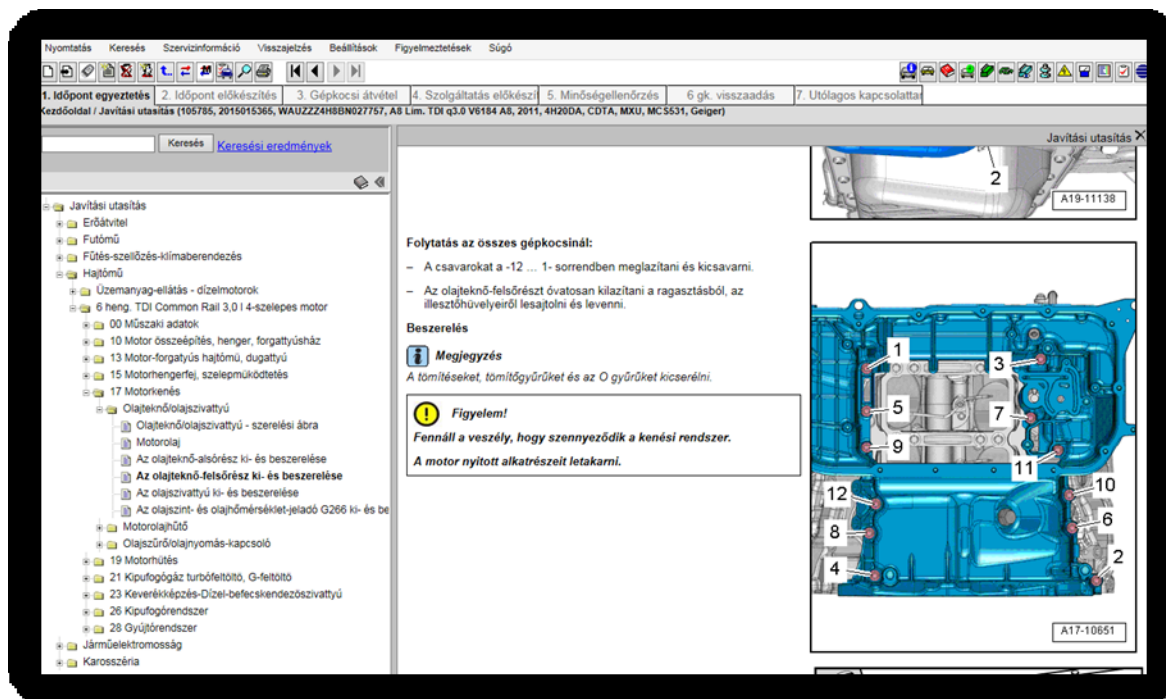 Nyomtatás Keresés Szervizinformáció Visszajelzés Beállítások Figyelmeztetések Súgó
1. Időpont egyeztetés 2. Időpont előkészítés 3. Gépkocsi átvétel 4. Szolgáltatás előkészí 5. Minőségellenőrzés 6 gk. visszaadás 7. Utólagos kapcsolattar
Kezdőoldal / Javítási utasítás (105785, 2015015365, WAUZZZ4H8BN027757, A8 Lim. TDI q3.0 V6184 A8, 2011, 4H20DA, CDTA, MXU, MCS531, Geiger)
Keresés Keresési eredmények
Javítási utasítás
Erőátvitel
Futómű
Fűtés-szellőzés-klímaberendezés
Hajtómű
Üzemanyag-ellátás - dízelmotorok
6 heng. TDI Common Rail 3,0 l 4-szelepes motor
00 Műszaki adatok
10 Motor összeépítés, henger, forgattyúsház
13 Motor-forgatyús hajtómú, dugattyú
15 Motorhengerfej, szelepmüködtetés
17 Motorkenés
Olajteknő/olajszivattyú
Olajteknő/olajszivattyú - szerelési ábra
Motorolaj
Az olajteknő-alsórész ki- és beszerelése
Az olajteknő-felsőrész ki- és beszerelése
Az olajszivattyú ki- és beszerelése
Az olajszint- és olajhőmérséklet-jeladó G266 ki- és be
Motorolajhűtő
Olajszűrő/olajnyomás-kapcsoló
19 Motorhűtés
21 Kipufogógáz turbófeltöltó, G-feltöltó
23 Keverékképzés-Dízel-befecskendezöszivattyú
26 Kipufogórendszer
28 Gyújtórendszer
Járműelektromosság
Karosszéria
Javítási utasítás
2
A19-11138
Folytatás az összes gépkocsinál:
– A csavarokat a -12 … 1- sorrendben meglazítani és kicsavarni.
– Az olajteknő-felsőrészt óvatosan kilazítani a ragasztásból, az
illesztőhüvelyeiről lesajtolni és levenni.
Beszerelés
Megjegyzés
A tömítéseket, tömítőgyűrűket és az O gyűrűket kicserélni.
Figyelem!
Fennáll a veszély, hogy szennyeződik a kenési rendszer.
A motor nyitott alkatrészeit letakarni.
1
3
5
7
9
11
12
10
8
6
4
2
A17-10651